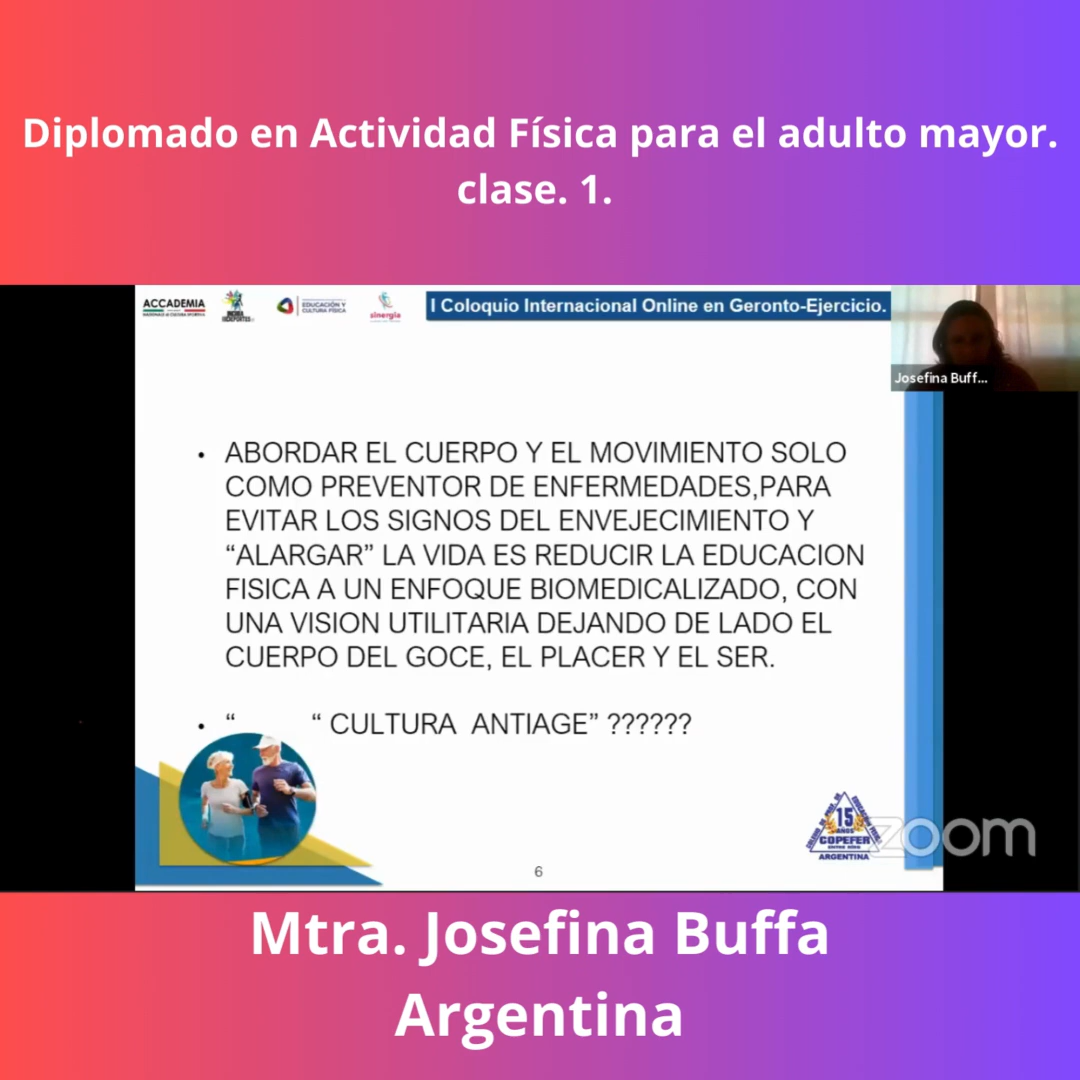 Diplomado en Actividad Física para el adulto mayor.
clase. 1.
ACCADEMIA
EDUCACIÓN Y
CULTURA FÍSICA
sinergia
I Coloquio Internacional Online en Geronto-Ejercicio.
Josefina Buff...
• ABORDAR EL CUERPO Y EL MOVIMIENTO SOLO
COMO PREVENTOR DE ENFERMEDADES,PARA
EVITAR LOS SIGNOS DEL ENVEJECIMIENTO Y
“ALARGAR” LA VIDA ES REDUCIR LA EDUCACION
FISICA A UN ENFOQUE BIOMEDICALIZADO, CON
UNA VISION UTILITARIA DEJANDO DE LADO EL
CUERPO DEL GOCE, EL PLACER Y EL SER.
• “ “ CULTURA ANTIAGE” ??????
15
AÑOS
COPEFER
ENTRE RÍOS
ARGENTINA
zoom
6
Mtra. Josefina Buffa
Argentina